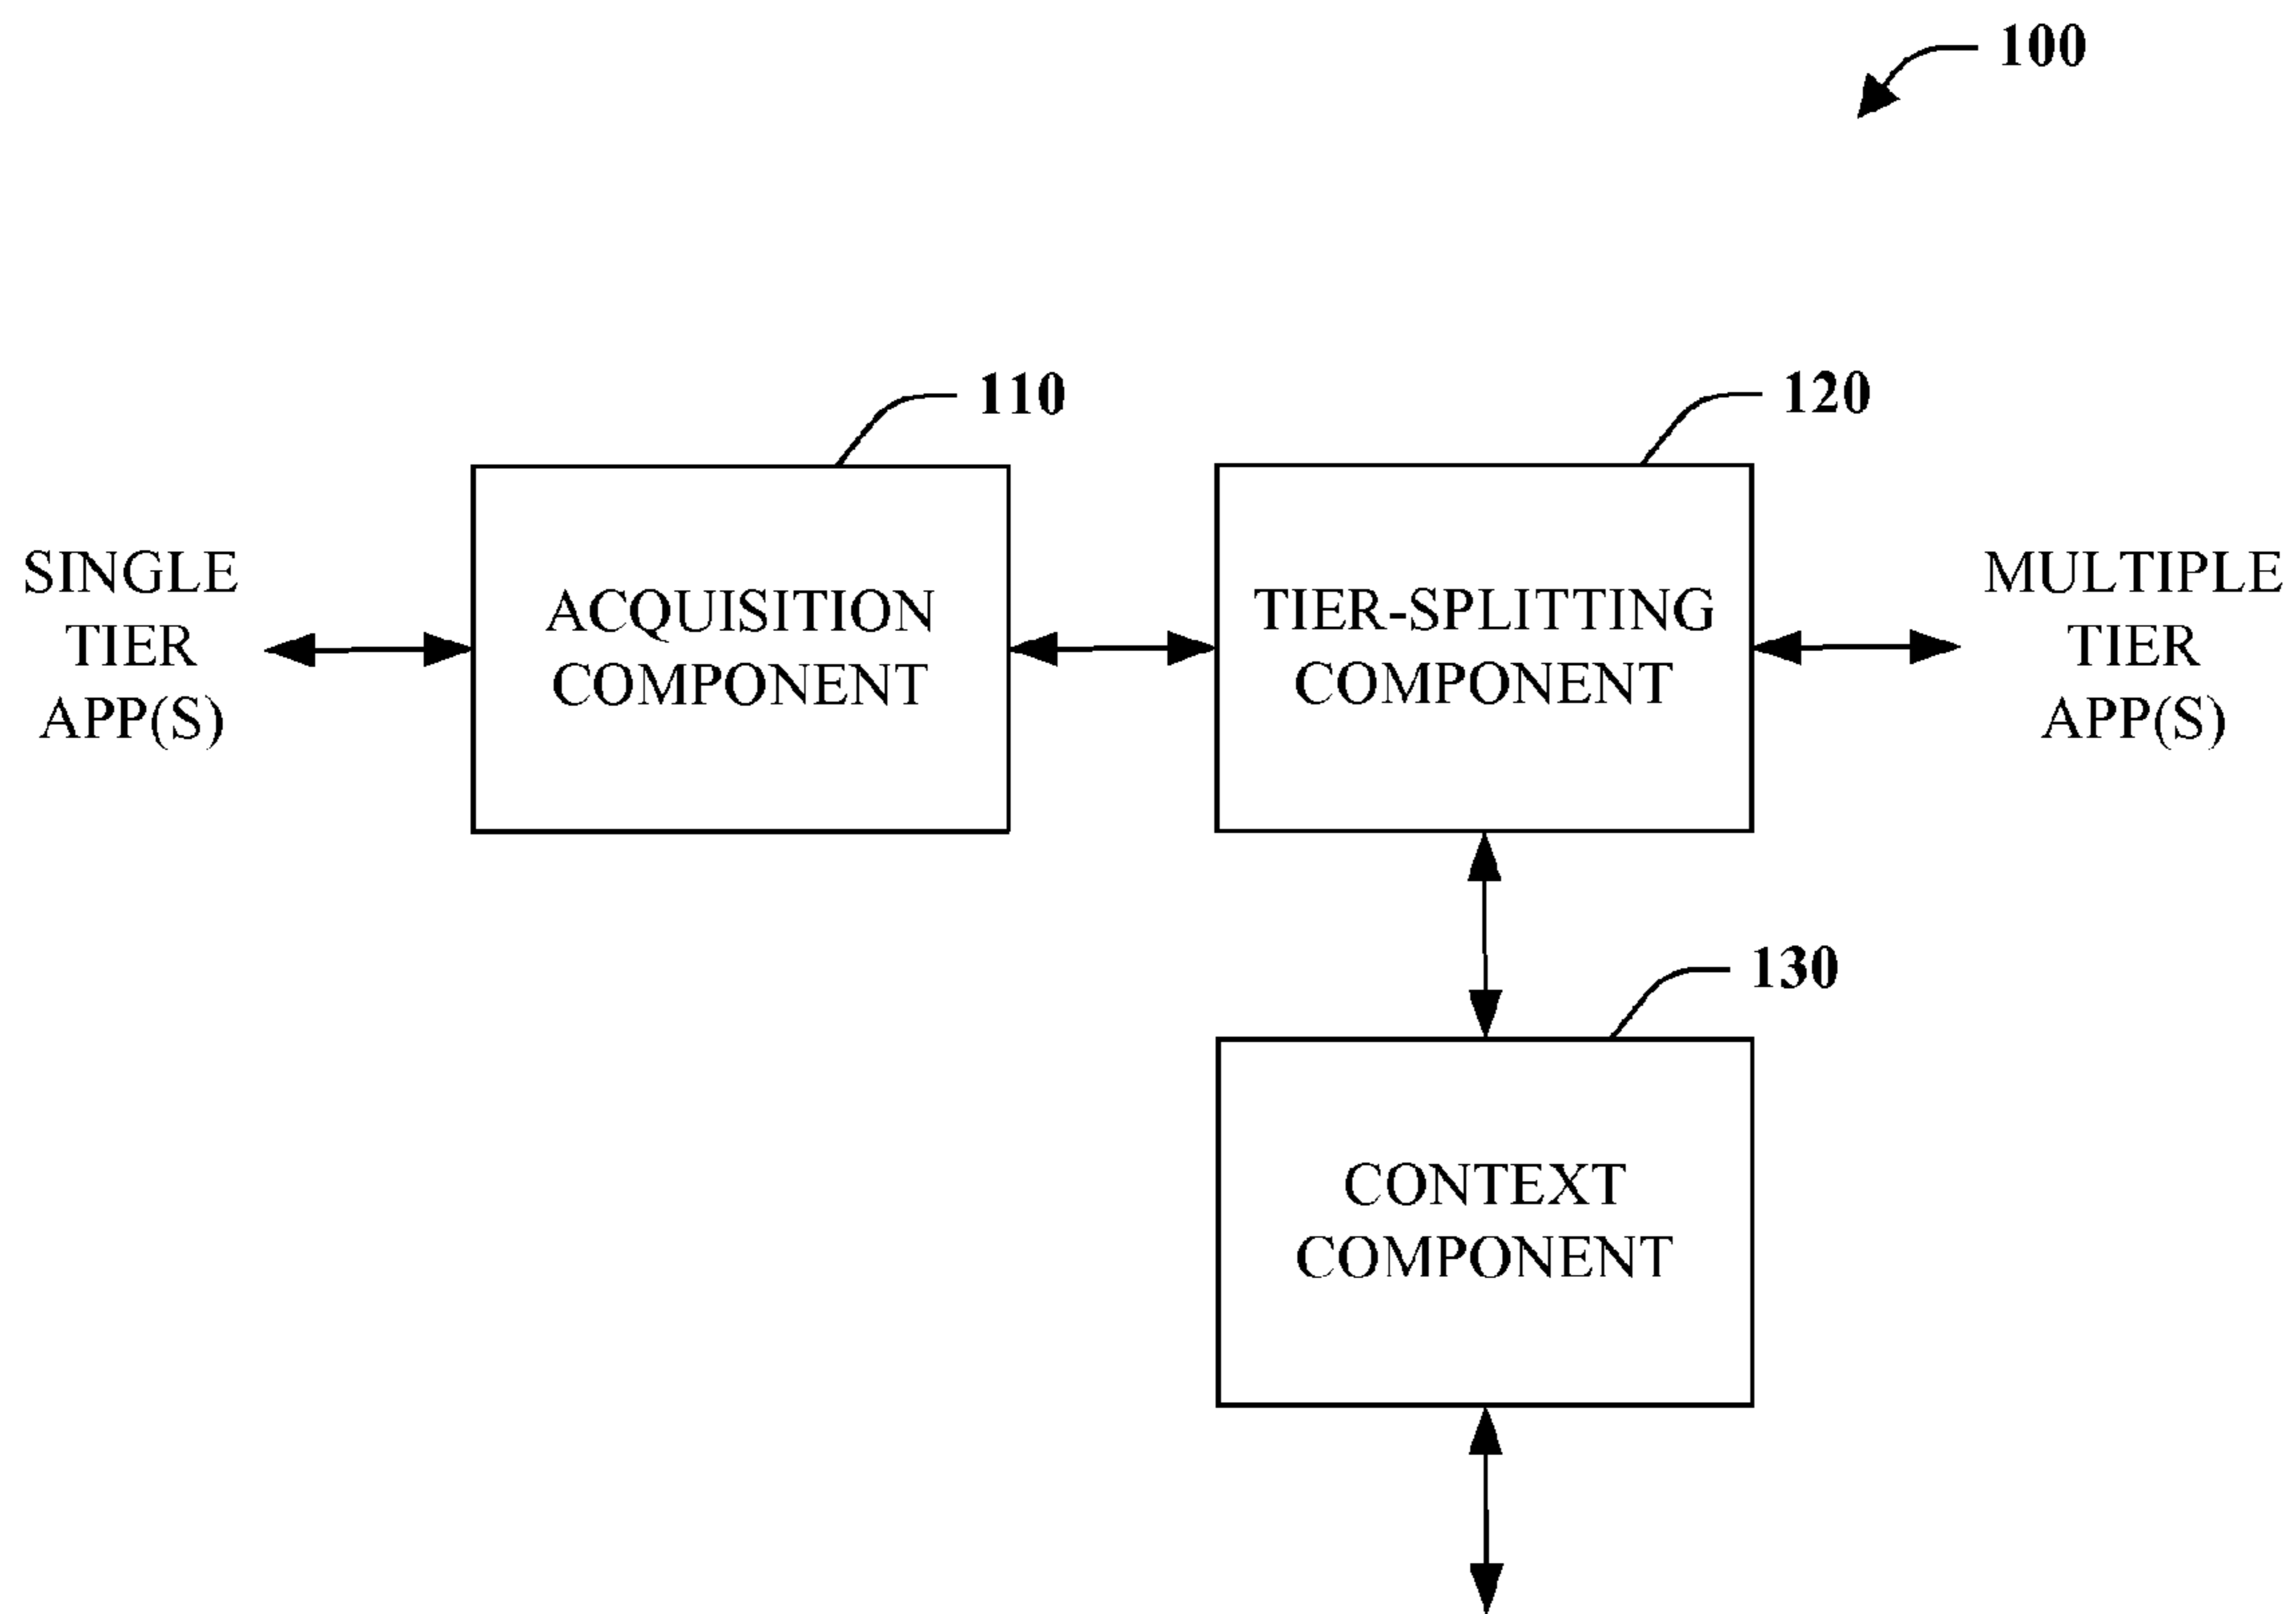 100
110
120
SINGLE
TIER
APP(S)
ACQUISITION
COMPONENT
TIER-SPLITTING
COMPONENT
MULTIPLE
TIER
APP(S)
130
CONTEXT
COMPONENT